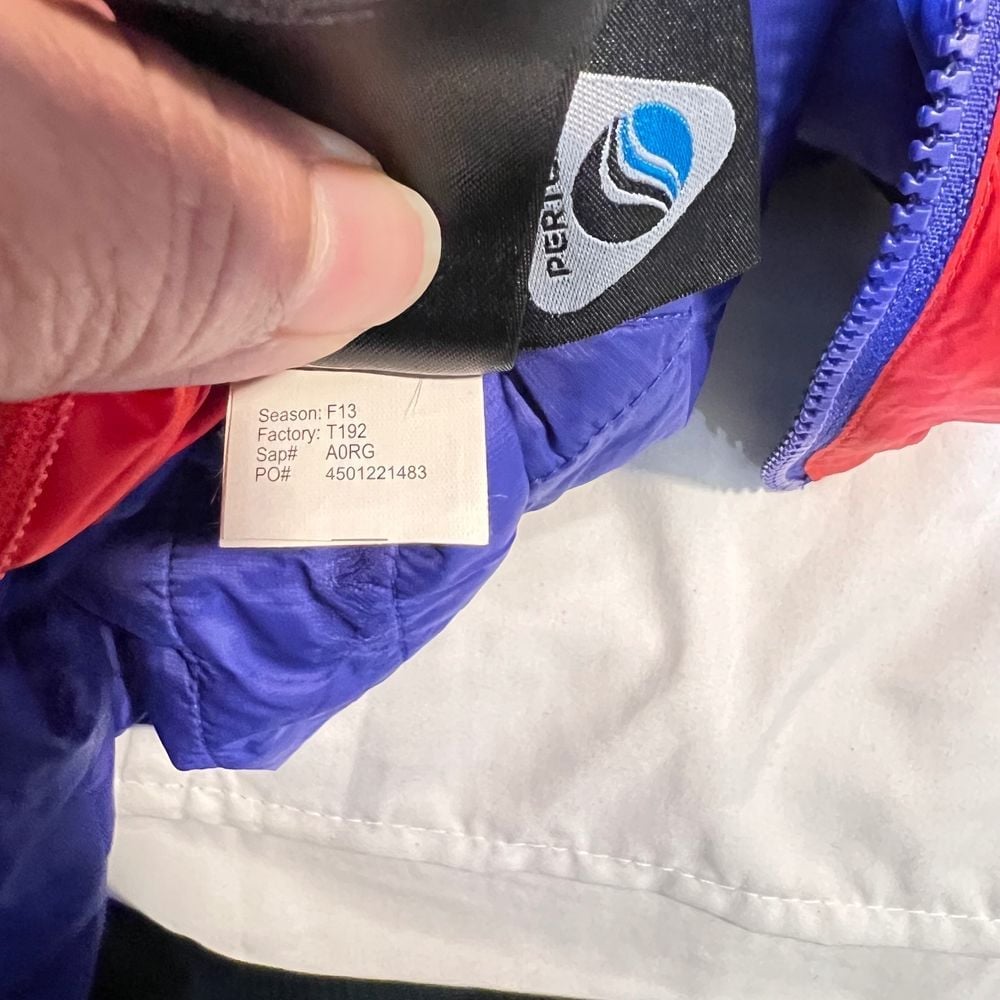 Season: F13
Factory: T192
Sap# A0RG
PO# 4501221483